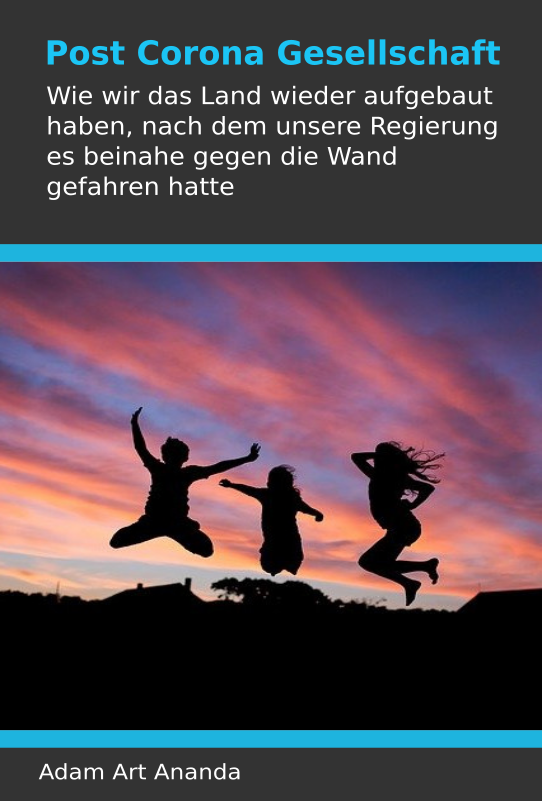 Post Corona Gesellschaft
Wie wir das Land wieder aufgebaut
haben, nach dem unsere Regierung
es beinahe gegen die Wand
gefahren hatte
Adam Art Ananda